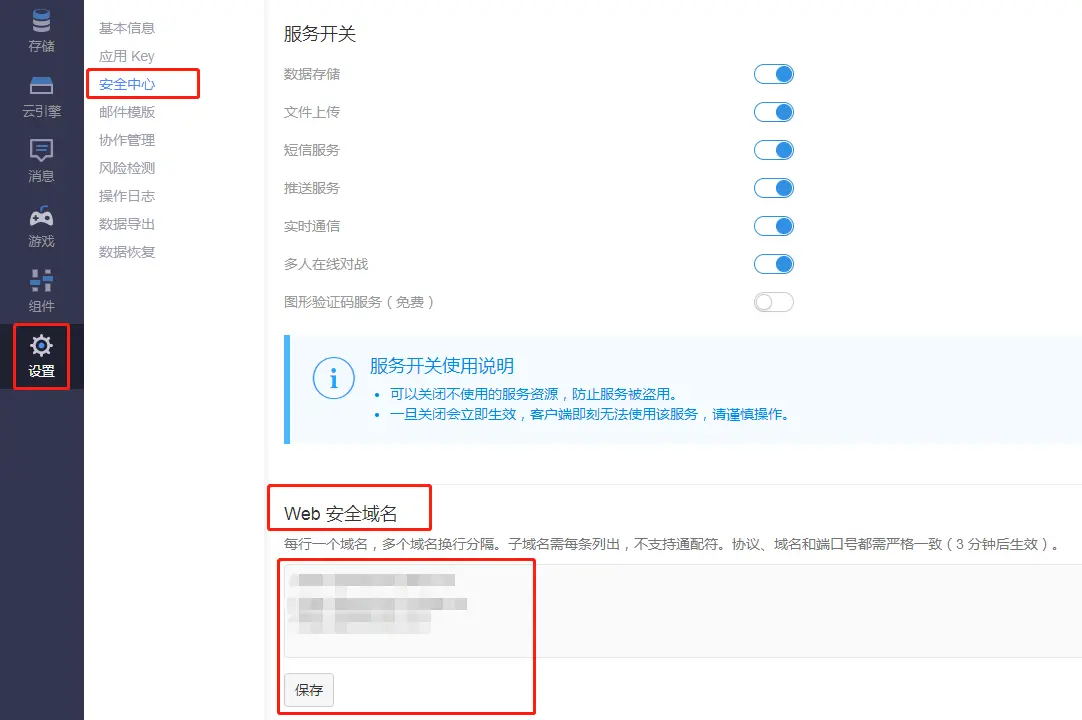 存储
云引擎
消息
游戏
组件
设置
基本信息
应用 Key
安全中心
邮件模版
协作管理
风险检测
操作日志
数据导出
数据恢复
服务开关
数据存储
文件上传
短信服务
推送服务
实时通信
多人在线对战
图形验证码服务（免费）
服务开关使用说明
• 可以关闭不使用的服务资源，防止服务被盗用。
• 一旦关闭会立即生效，客户端即刻无法使用该服务，请谨慎操作。
Web 安全域名
每行一个域名，多个域名换行分隔。子域名需每条列出，不支持通配符。协议、域名和端口号都需严格一致（3 分钟后生效）。
保存